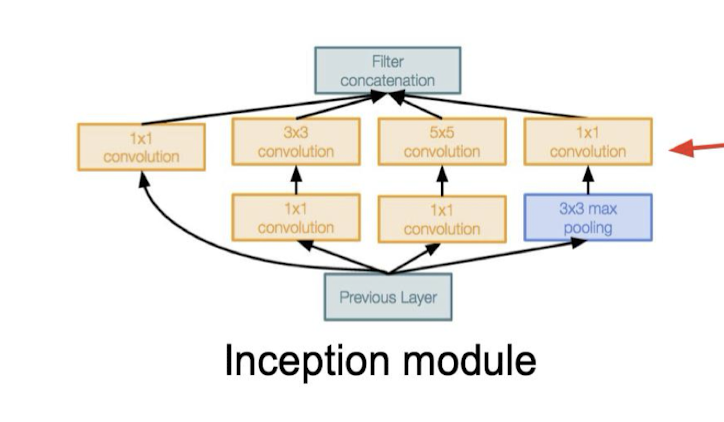 Filter
concatenation
1x1
convolution
3x3
convolution
5x5
convolution
1x1
convolution
1x1
convolution
1x1
convolution
3x3 max
pooling
Previous Layer
Inception module